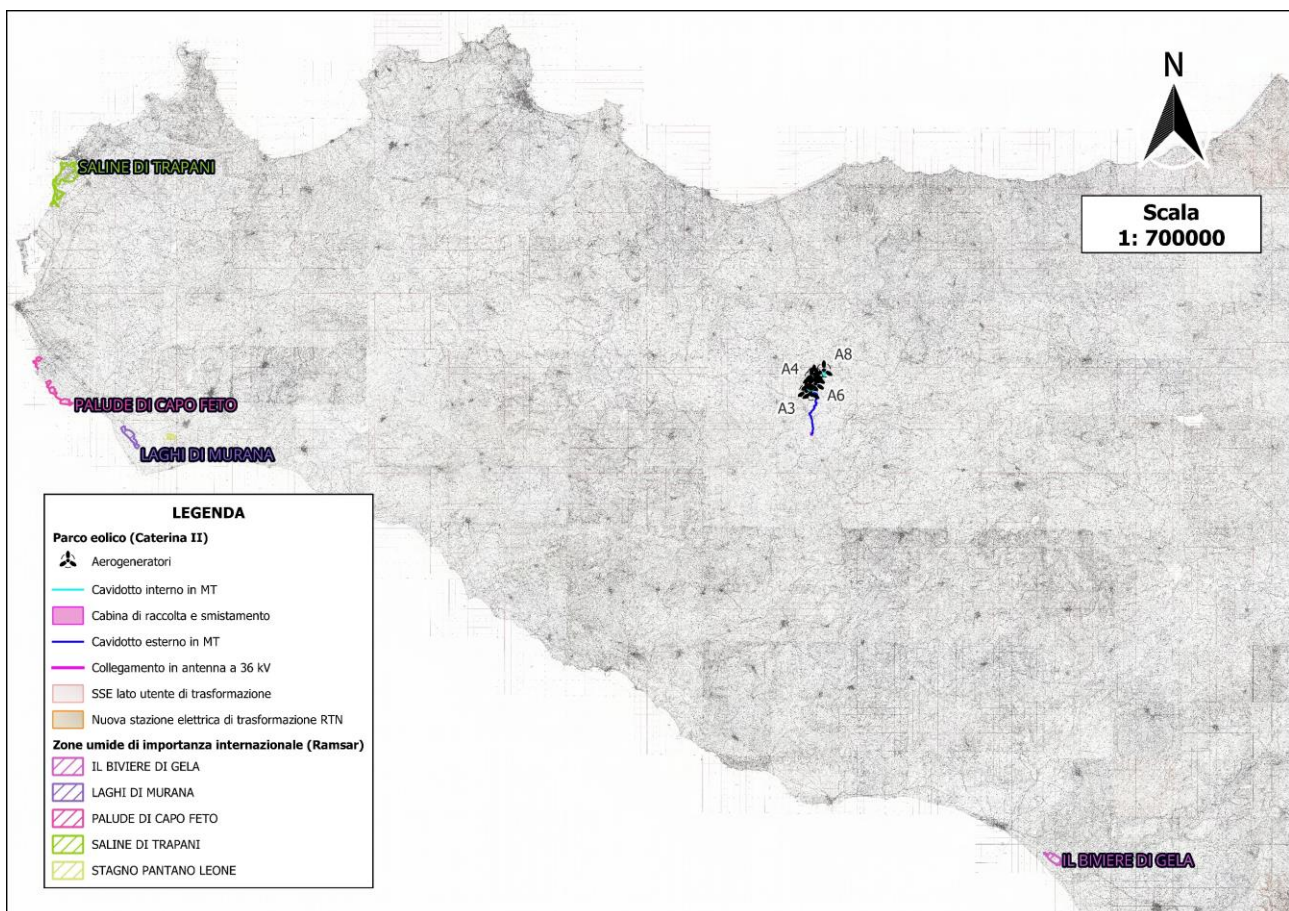 N
Scala
1: 700000
SALINE DI TRAPANI
A8
A4
A6
A3
PALUDE DI CAPO FETO
LAGHI DI MURANA
LEGENDA
Parco eolico (Caterina II)
Aerogeneratori
Cavidotto interno in MT
Cabina di raccolta e smistamento
Cavidotto esterno in MT
Collegamento in antenna a 36 kV
SSE lato utente di trasformazione
Nuova stazione elettrica di trasformazione RTN
Zone umide di importanza internazionale (Ramsar)
IL BIVIERE DI GELA
LAGHI DI MURANA
PALUDE DI CAPO FETO
SALINE DI TRAPANI
STAGNO PANTANO LEONE
IL BIVIERE DI GELA